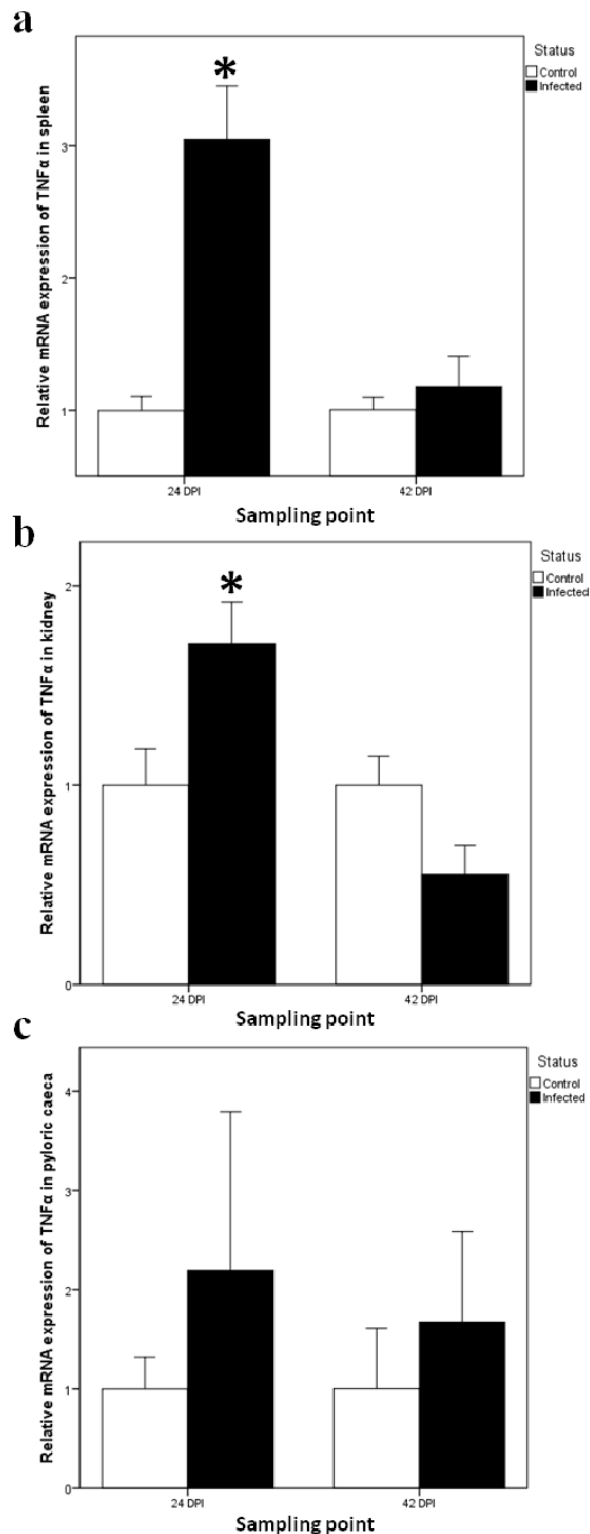 a
Status
Control
Infected
*
Relative mRNA expression of TNFα in spleen
3
2
1
24 DPI
42 DPI
Sampling point
b
Status
Control
Infected
*
Relative mRNA expression of TNFα in kidney
2
1
0
24 DPI
42 DPI
Sampling point
c
Status
Control
Infected
Relative mRNA expression of TNFα in pyloric caeca
4
3
2
1
0
24 DPI
42 DPI
Sampling point